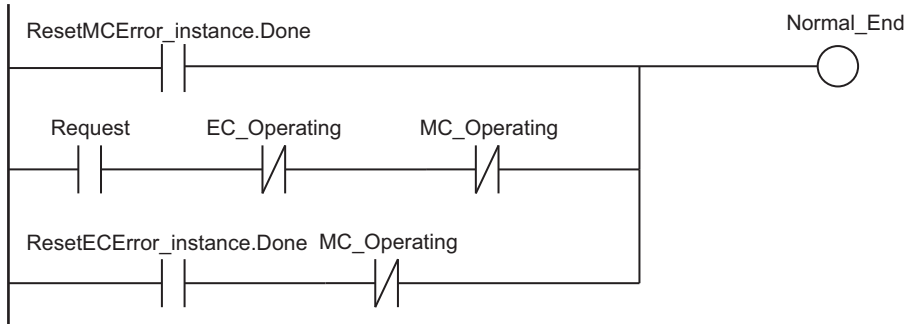 ResetMCError_instance.Done
Normal_End
Request EC_Operating MC_Operating
ResetECError_instance.Done MC_Operating